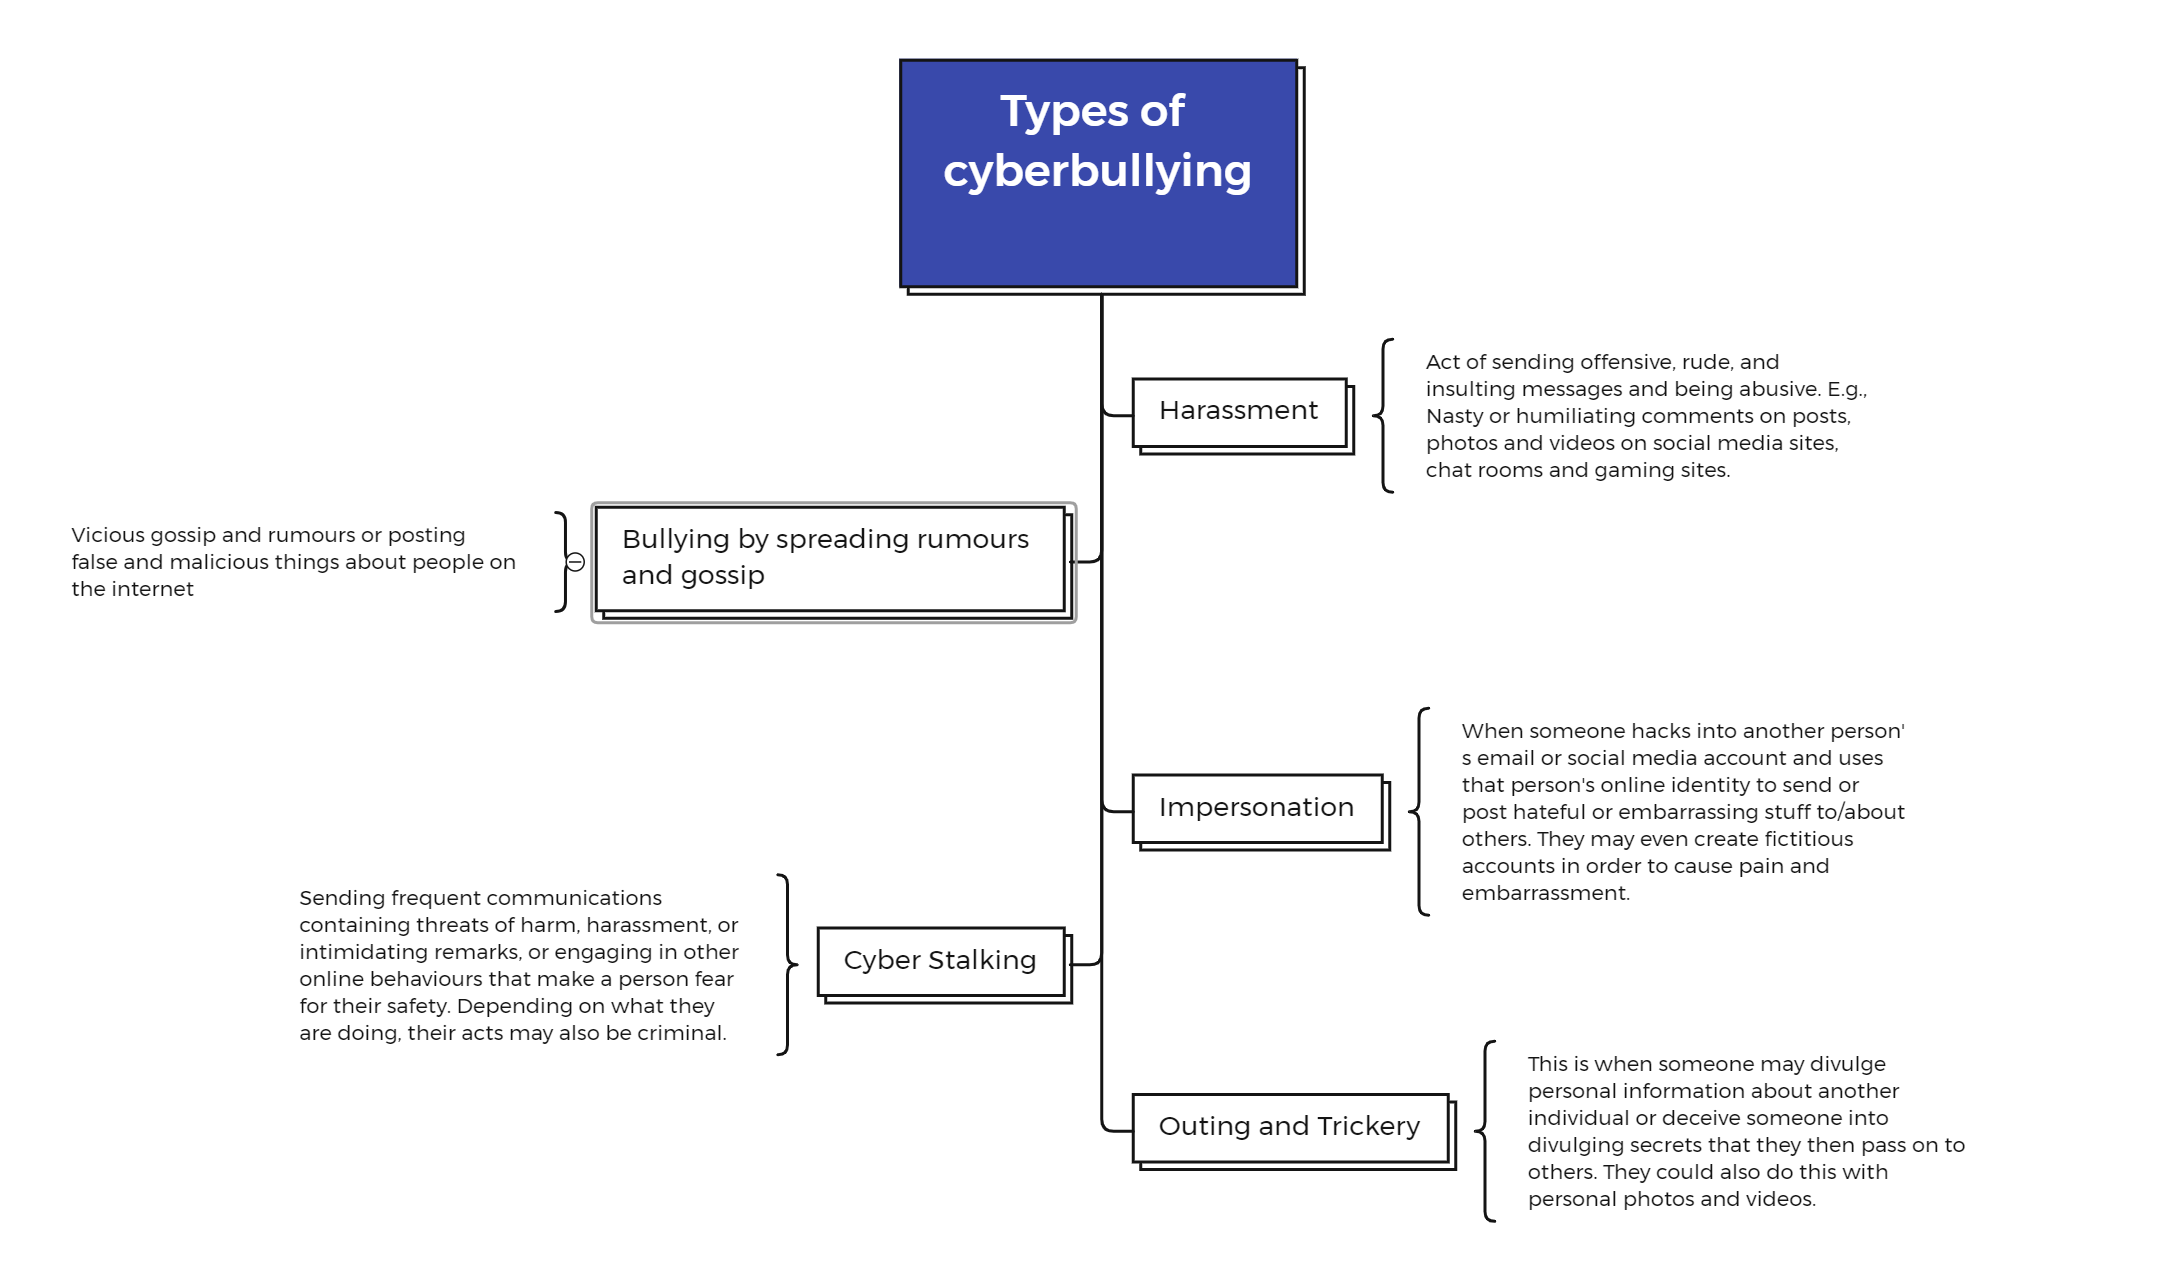 Types of
cyberbullying
Harassment
Act of sending offensive, rude, and
insulting messages and being abusive. E.g.,
Nasty or humiliating comments on posts,
photos and videos on social media sites,
chat rooms and gaming sites.
Bullying by spreading rumours
and gossip
Vicious gossip and rumours or posting
false and malicious things about people on
the internet
Impersonation
When someone hacks into another person'
s email or social media account and uses
that person's online identity to send or
post hateful or embarrassing stuff to/about
others. They may even create fictitious
accounts in order to cause pain and
embarrassment.
Cyber Stalking
Sending frequent communications
containing threats of harm, harassment, or
intimidating remarks, or engaging in other
online behaviours that make a person fear
for their safety. Depending on what they
are doing, their acts may also be criminal.
Outing and Trickery
This is when someone may divulge
personal information about another
individual or deceive someone into
divulging secrets that they then pass on to
others. They could also do this with
personal photos and videos.